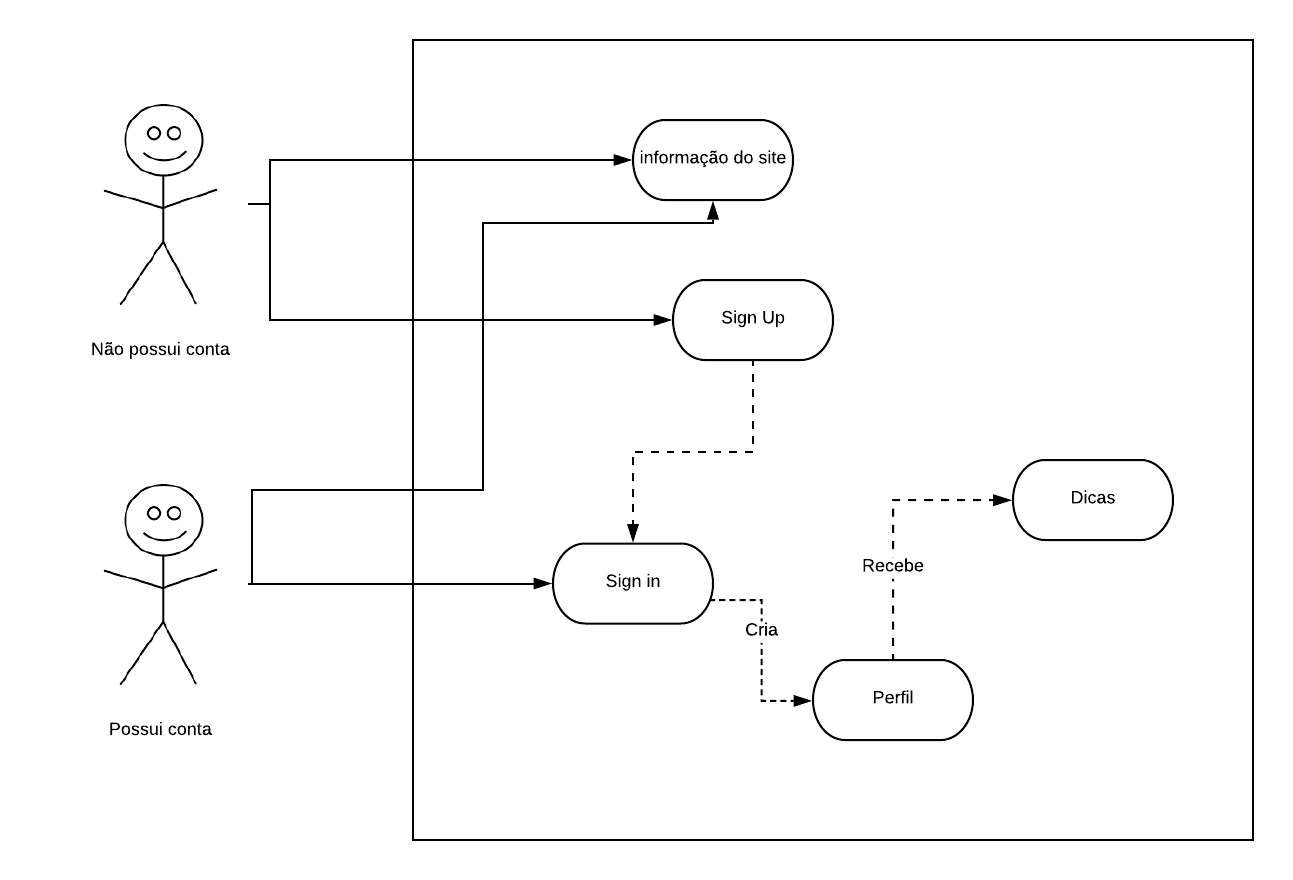 informação do site
Sign Up
Não possui conta
Dicas
Recebe
Sign in
Cria
Perfil
Possui conta